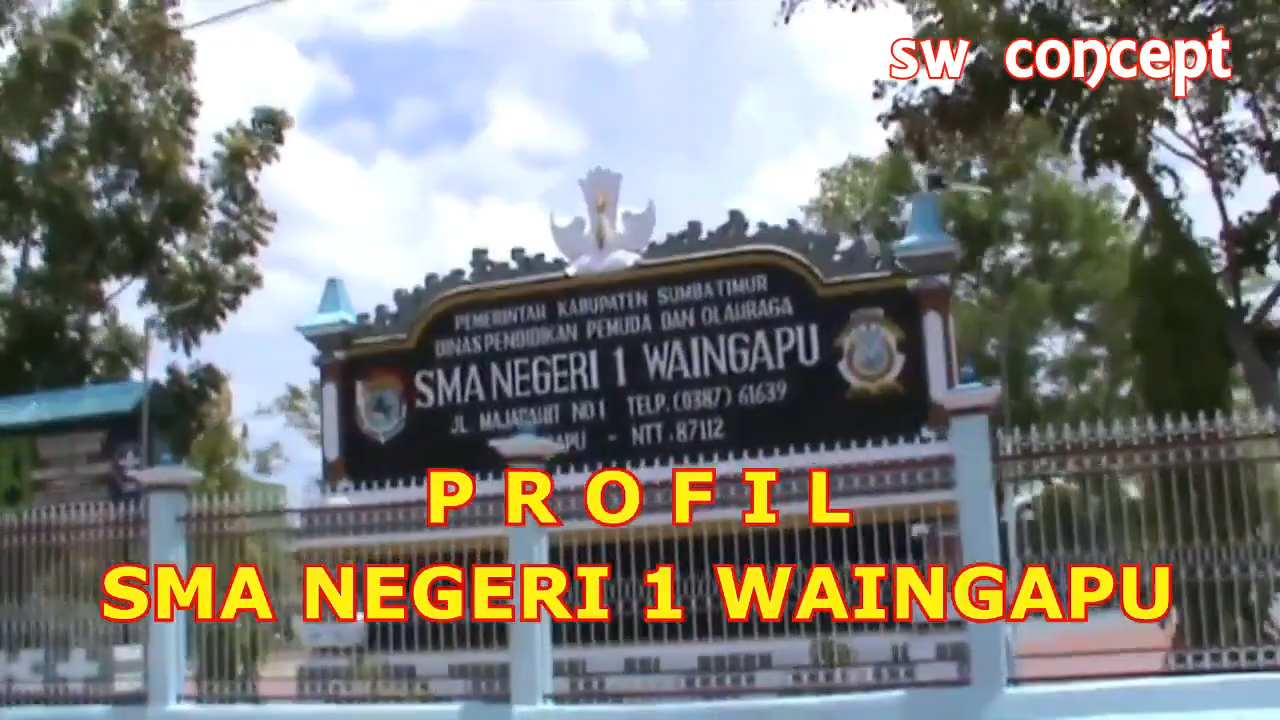 sw concept
PEMERINTAH KABUPATEN SUMBA TIMUR
DINAS PENDIDIKAN PEMUDA DAN OLAHRAGA
SMA NEGERI 1 WAINGAPU
JL. MAJAPAHIT NO.1 TELP. (0387) 61639
- NTT . 87112
P R O F I L
SMA NEGERI 1 WAINGAPU